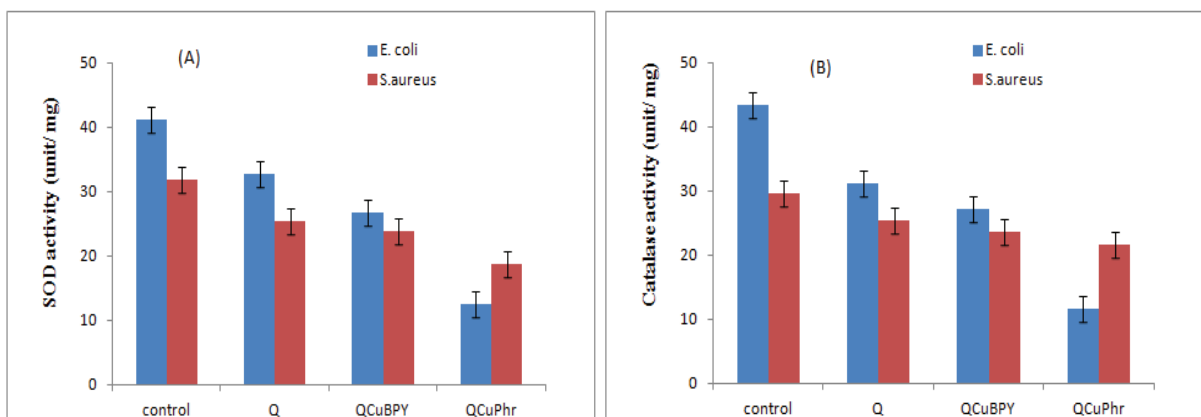 (A)
E. coli
S.aureus
SOD activity (unit/ mg)
50
40
30
20
10
0
control Q QCuBPY QCuPhr
(B)
E. coli
S.aureus
Catalase activity (unit/ mg)
50
40
30
20
10
0
control Q QCuBPY QCuPhr